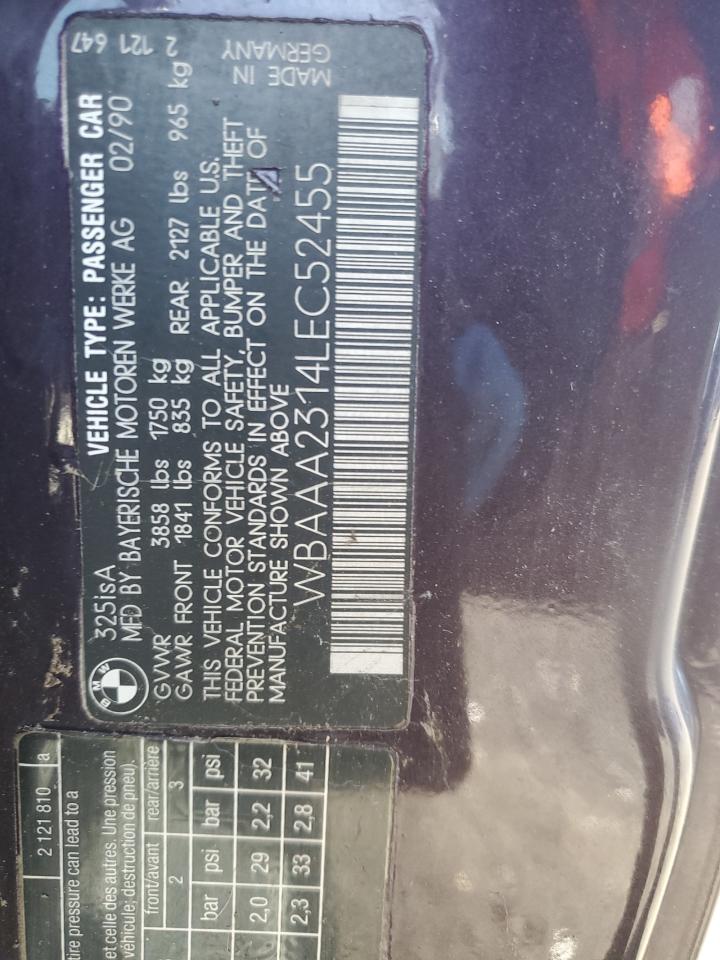 BMW
325isA VEHICLE TYPE: PASSENGER CAR
MFD BY BAYERISCHE MOTOREN WERKE AG 02/90
GVWR 3858 lbs 1750 kg
GAWR FRONT 1841 lbs 835 kg REAR 2127 lbs 965 kg
THIS VEHICLE CONFORMS TO ALL APPLICABLE U.S.
FEDERAL MOTOR VEHICLE SAFETY, BUMPER AND THEFT
PREVENTION STANDARDS IN EFFECT ON THE DATE OF
MANUFACTURE SHOWN ABOVE
WBAAA2314LEC52455
2 121 647
MADE IN
GERMANY
2 121 810 a
tire pressure can lead to a
et celle des autres. Une pression
véhicule; destruction de pneu).
front/avant rear/arrière
2 3
bar psi bar psi
2,0 29 2,2 32
2,3 33 2,8 41